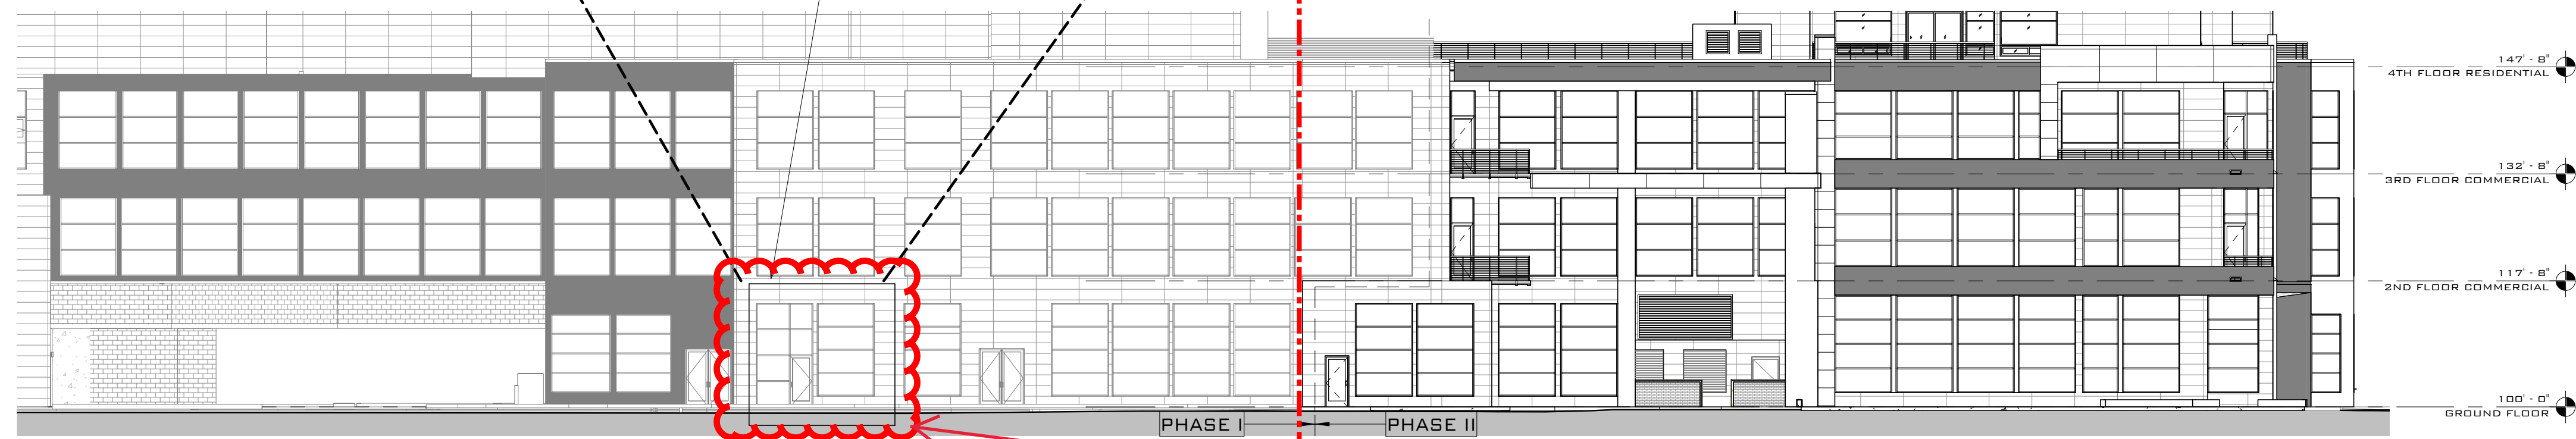 147' - 8"
4TH FLOOR RESIDENTIAL
132' - 8"
3RD FLOOR COMMERCIAL
117' - 8"
2ND FLOOR COMMERCIAL
100' - 0"
GROUND FLOOR
PHASE I
PHASE II